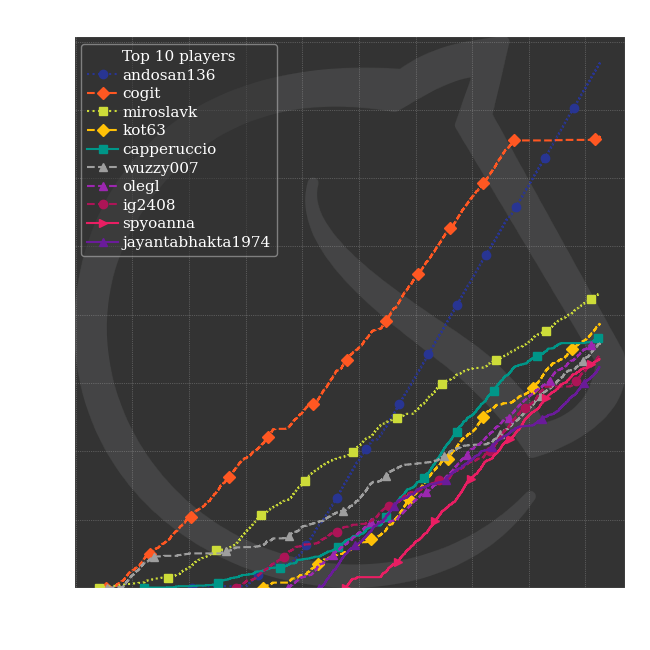 Top 10 players
andosan136
cogit
miroslavk
kot63
capperuccio
wuzzy007
olegl
ig2408
spyoanna
jayantabhakta1974